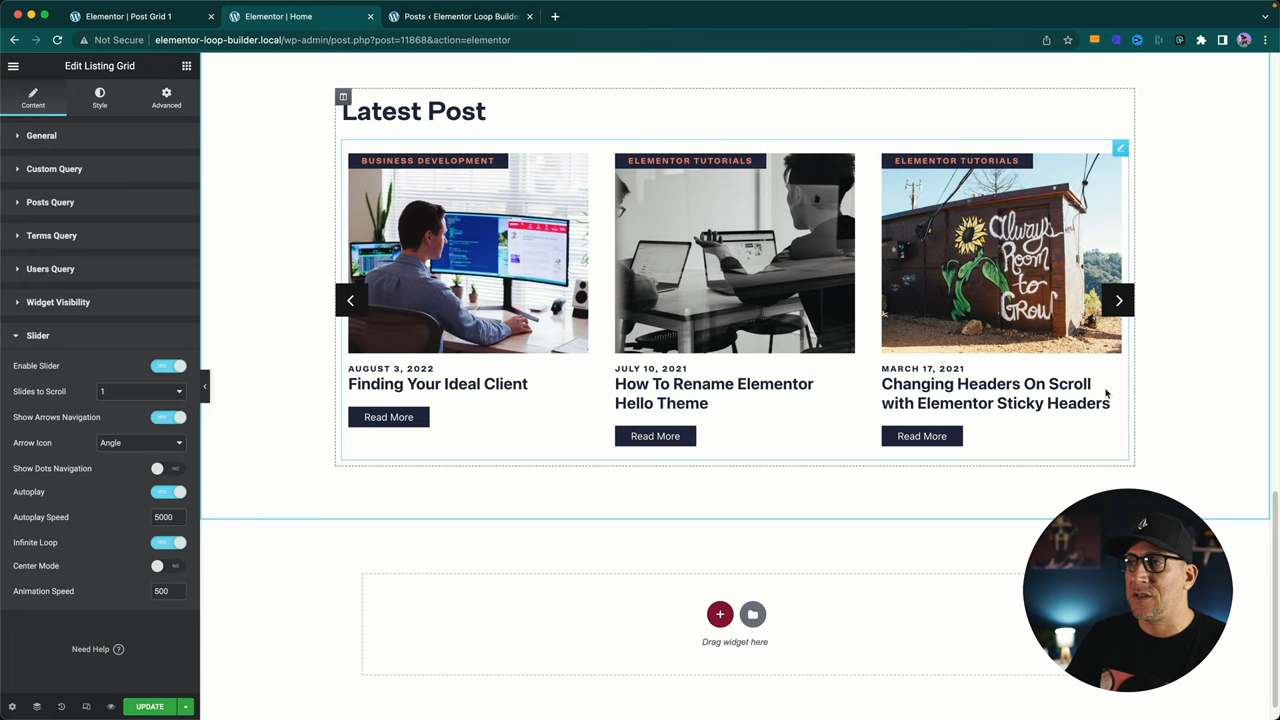 Elementor | Post Grid 1
Elementor | Home
Posts ‹ Elementor Loop Builde
Not Secure
elementor-loop-builder.local/wp-admin/post.php?post=11868&action=elementor
Edit Listing Grid
Content
Style
Advanced
General
Custom Query
Posts Query
Terms Query
Users Query
Widget Visibility
Slider
Enable Slider
YES
Slides to Scroll
1
Show Arrows Navigation
YES
Arrow Icon
Angle
Show Dots Navigation
NO
Autoplay
YES
Autoplay Speed
5000
Infinite Loop
YES
Center Mode
NO
Animation Speed
500
Need Help ?
UPDATE
Latest Post
BUSINESS DEVELOPMENT
AUGUST 3, 2022
Finding Your Ideal Client
Read More
ELEMENTOR TUTORIALS
JULY 10, 2021
How To Rename Elementor
Hello Theme
Read More
ELEMENTOR TUTORIALS
Always
Room
to
Grow
MARCH 17, 2021
Changing Headers On Scroll
with Elementor Sticky Headers
Read More
Drag widget here